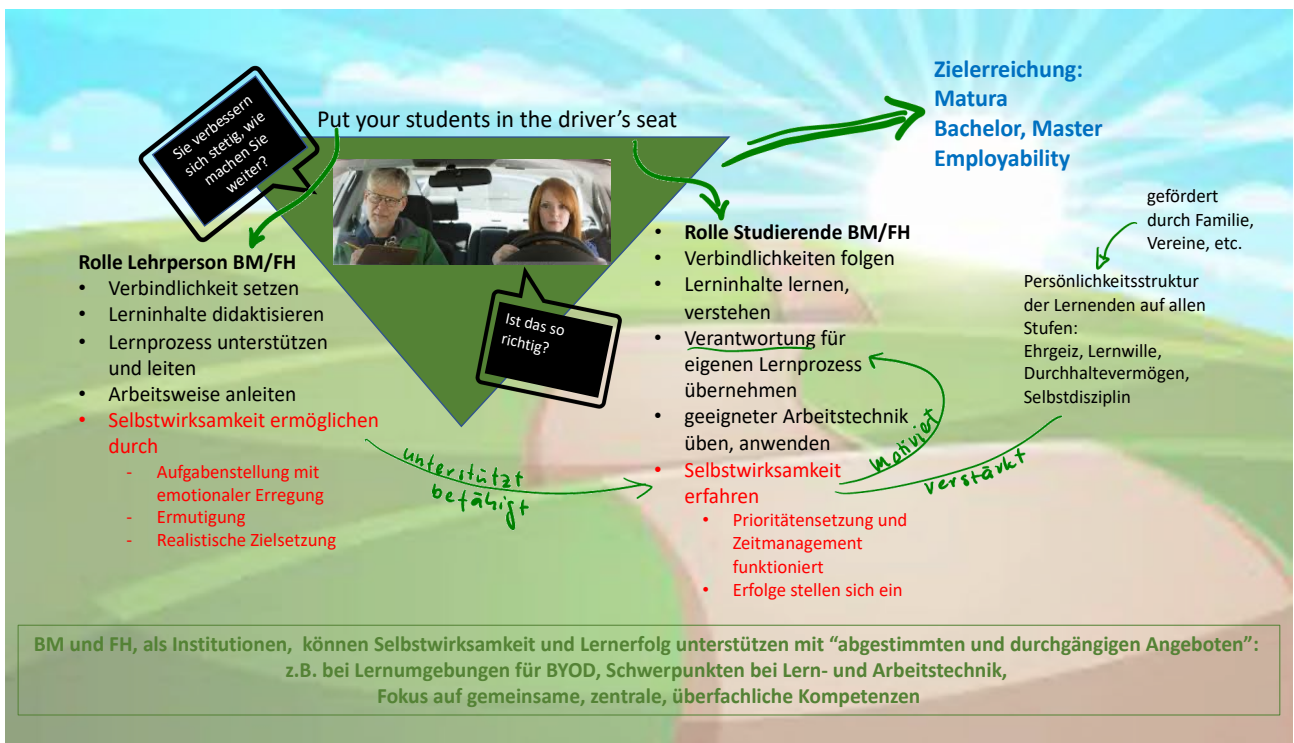 Zielerreichung:
Matura
Bachelor, Master
Employability
Put your students in the driver's seat
Sie verbessern
sich stetig, wie
machen Sie
weiter?
gefördert
durch Familie,
Vereine, etc.
Rolle Lehrperson BM/FH
• Verbindlichkeit setzen
• Lerninhalte didaktisieren
• Lernprozess unterstützen
und leiten
• Arbeitsweise anleiten
• Selbstwirksamkeit ermöglichen
durch
- Aufgabenstellung mit
emotionaler Erregung
- Ermutigung
- Realistische Zielsetzung
Ist das so
richtig?
unterstützt
befähigt
• Rolle Studierende BM/FH
• Verbindlichkeiten folgen
• Lerninhalte lernen,
verstehen
• Verantwortung für
eigenen Lernprozess
übernehmen
• geeigneter Arbeitstechnik
üben, anwenden
• Selbstwirksamkeit
erfahren
• Prioritätensetzung und
Zeitmanagement
funktioniert
• Erfolge stellen sich ein
motiviert
verstärkt
Persönlichkeitsstruktur
der Lernenden auf allen
Stufen:
Ehrgeiz, Lernwille,
Durchhaltevermögen,
Selbstdisziplin
BM und FH, als Institutionen, können Selbstwirksamkeit und Lernerfolg unterstützen mit "abgestimmten und durchgängigen Angeboten":
z.B. bei Lernumgebungen für BYOD, Schwerpunkten bei Lern- und Arbeitstechnik,
Fokus auf gemeinsame, zentrale, überfachliche Kompetenzen